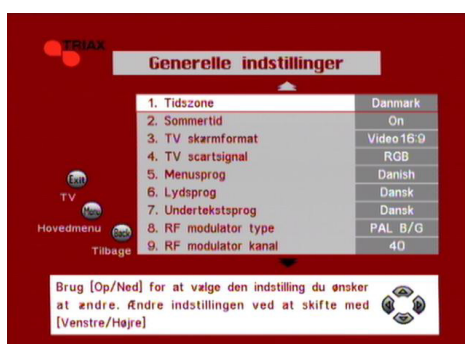 TRIAX
Generelle indstillinger
1. Tidszone Danmark
2. Sommertid On
3. TV skærmformat Video 16:9
4. TV scartsignal RGB
5. Menusprog Danish
6. Lydsprog Dansk
7. Undertekstsprog Dansk
8. RF modulator type PAL B/G
9. RF modulator kanal 40
Exit
TV
Menu
Hovedmenu
Back
Tilbage
Brug [Op/Ned] for at vælge den indstilling du ønsker
at ændre. Ændre indstillingen ved at skifte med
[Venstre/Højre]